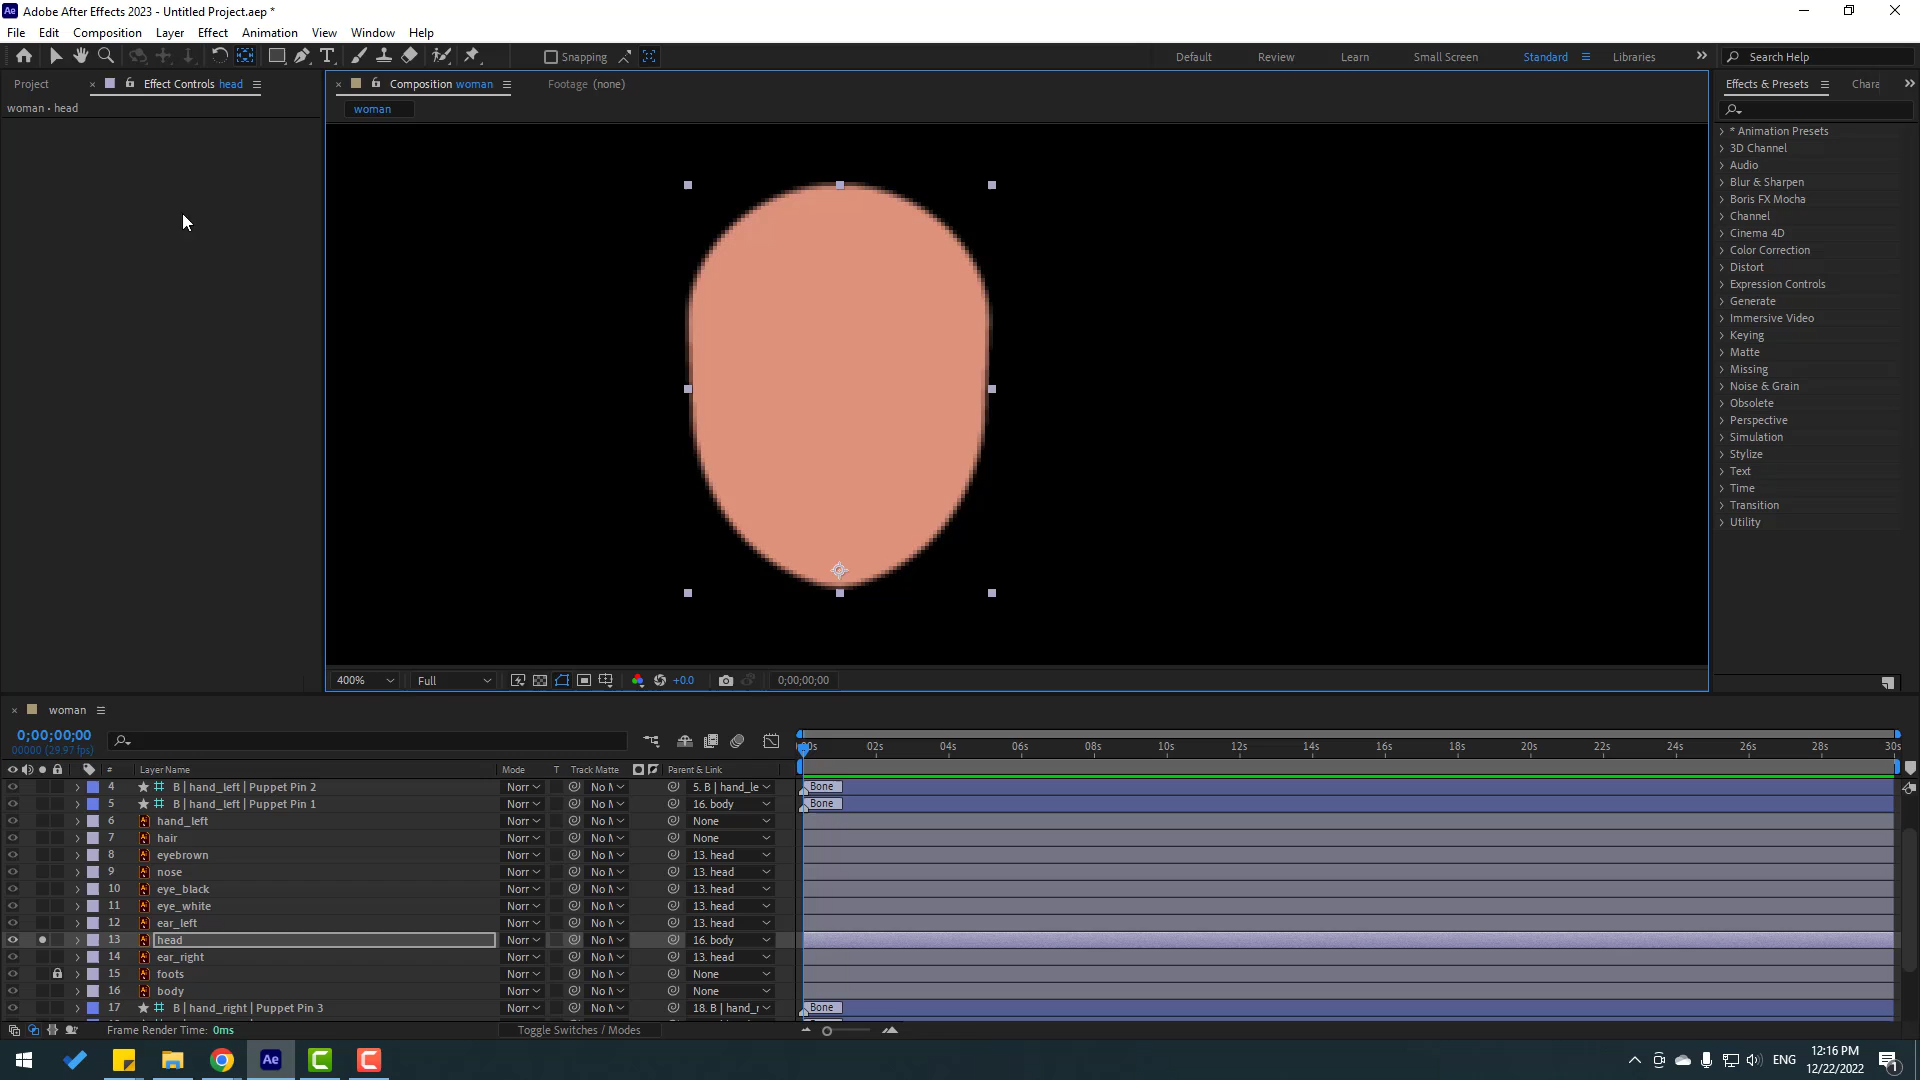 Adobe After Effects 2023 - Untitled Project.aep *
File Edit Composition Layer Effect Animation View Window Help
Snapping Default Review Learn Small Screen Standard Libraries Search Help
Project Effect Controls head
woman • head
Composition woman
Footage (none)
woman
Effects & Presets
Chara
* Animation Presets
3D Channel
Audio
Blur & Sharpen
Boris FX Mocha
Channel
Cinema 4D
Color Correction
Distort
Expression Controls
Generate
Immersive Video
Keying
Matte
Missing
Noise & Grain
Obsolete
Perspective
Simulation
Stylize
Text
Time
Transition
Utility
400% Full +0.0 0;00;00;00
woman
0;00;00;00
00000 (29.97 fps)
:00s 02s 04s 06s 08s 10s 12s 14s 16s 18s 20s 22s 24s 26s 28s 30s
# Layer Name Mode T Track Matte Parent & Link
4 B | hand_left | Puppet Pin 2 Norr No M 5. B | hand_le Bone
5 B | hand_left | Puppet Pin 1 Norr No M 16. body Bone
6 hand_left Norr No M None
7 hair Norr No M None
8 eyebrown Norr No M 13. head
9 nose Norr No M 13. head
10 eye_black Norr No M 13. head
11 eye_white Norr No M 13. head
12 ear_left Norr No M 13. head
13 head Norr No M 16. body
14 ear_right Norr No M 13. head
15 foots Norr No M None
16 body Norr No M None
17 B | hand_right | Puppet Pin 3 Norr No M 18. B | hand_r Bone
Frame Render Time: 0ms
Toggle Switches / Modes
Ae
ENG
12:16 PM
12/22/2022
1